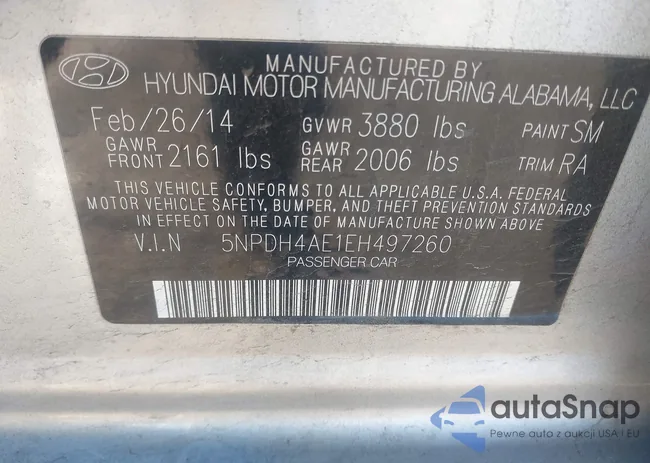 MANUFACTURED BY
HYUNDAI MOTOR MANUFACTURING ALABAMA, LLC
Feb/26/14 GVWR 3880 lbs PAINT SM
GAWR FRONT 2161 lbs GAWR REAR 2006 lbs TRIM RA
THIS VEHICLE CONFORMS TO ALL APPLICABLE U.S.A. FEDERAL
MOTOR VEHICLE SAFETY, BUMPER, AND THEFT PREVENTION STANDARDS
IN EFFECT ON THE DATE OF MANUFACTURE SHOWN ABOVE.
V.I.N 5NPDH4AE1EH497260
PASSENGER CAR
autoSnap
Pewne auto z aukcji USA i EU